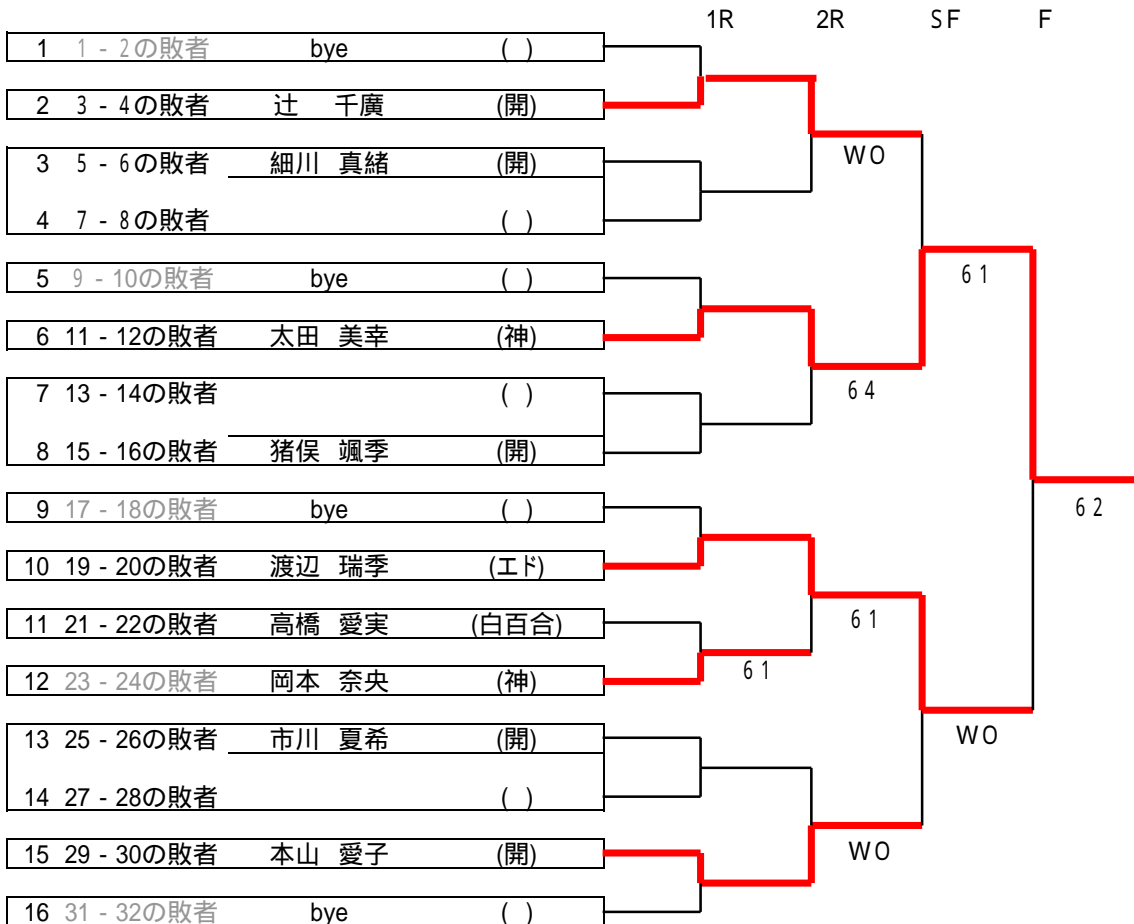 1R 2R SF F
1 1 - 2の敗者 bye ( )
2 3 - 4の敗者 辻 千廣 (開)
3 5 - 6の敗者 細川 真緒 (開)
WO
4 7 - 8の敗者 ( )
5 9 - 10の敗者 bye ( )
6 1
6 11 - 12の敗者 太田 美幸 (神)
7 13 - 14の敗者 ( )
6 4
8 15 - 16の敗者 猪俣 颯季 (開)
9 17 - 18の敗者 bye ( )
6 2
10 19 - 20の敗者 渡辺 瑞季 (エド)
11 21 - 22の敗者 高橋 愛実 (白百合)
6 1
12 23 - 24の敗者 岡本 奈央 (神)
6 1
13 25 - 26の敗者 市川 夏希 (開)
WO
14 27 - 28の敗者 ( )
15 29 - 30の敗者 本山 愛子 (開)
WO
16 31 - 32の敗者 bye ( )